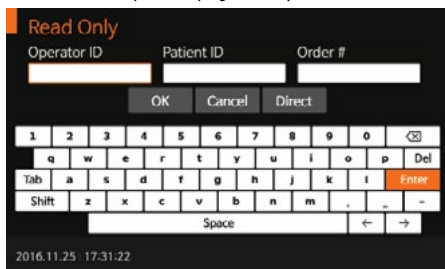 Read Only
Operator ID Patient ID Order #
OK Cancel Direct
1 2 3 4 5 6 7 8 9 0
q w e r t y u i o p Del
Tab a s d f g h j k l Enter
Shift z x c v b n m . _ -
Space ← →
2016.11.25 17:31:22